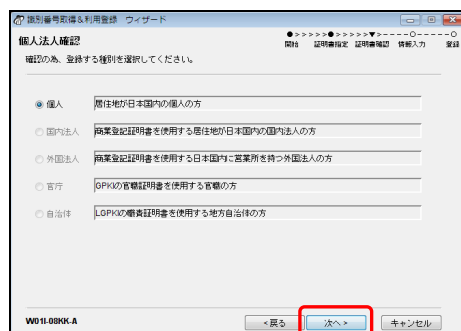 識別番号取得&利用登録 ウィザード
個人法人確認
●>>>>>●>>>>>▼>----○-----○
開始 証明書指定 証明書確認 情報入力 登録
確認の為、登録する種別を選択してください。
個人 居住地が日本国内の個人の方
国内法人 商業登記証明書を使用する居住地が日本国内の国内法人の方
外国法人 商業登記証明書を使用する日本国内に営業所を持つ外国法人の方
官庁 GPKIの官職証明書を使用する官職の方
自治体 LGPKIの職責証明書を使用する地方自治体の方
W01I-08KK-A
<戻る 次へ> キャンセル